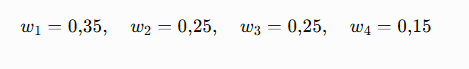 w₁ = 0,35, w₂ = 0,25, w₃ = 0,25, w₄ = 0,15